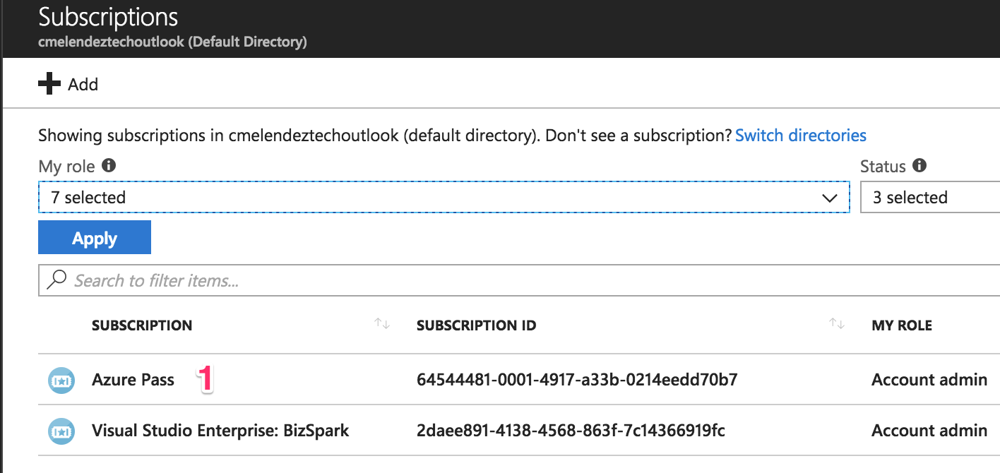 Subscriptions
cmelendeztechoutlook (Default Directory)
Add
Showing subscriptions in cmelendeztechoutlook (default directory). Don't see a subscription? Switch directories
My role Status
7 selected 3 selected
Apply
Search to filter items...
SUBSCRIPTION SUBSCRIPTION ID MY ROLE
Azure Pass 1 64544481-0001-4917-a33b-0214eedd70b7 Account admin
Visual Studio Enterprise: BizSpark 2daee891-4138-4568-863f-7c14366919fc Account admin